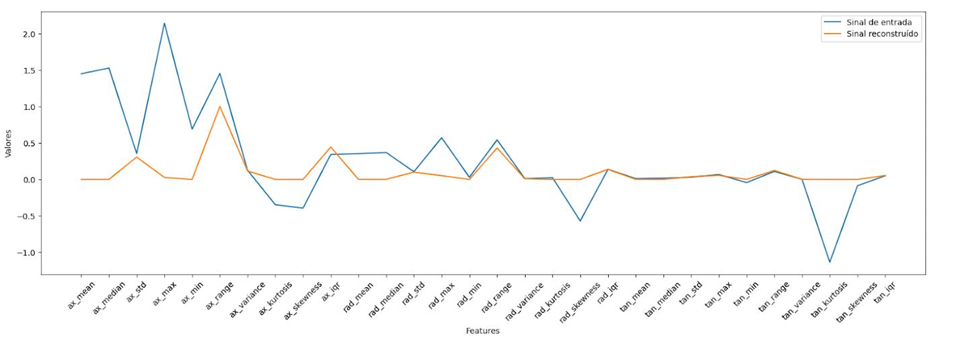 Sinal de entrada
Sinal reconstruído
2.0
1.5
1.0
0.5
0.0
−0.5
−1.0
Valores
ax_mean
ax_median
ax_std
ax_max
ax_min
ax_range
ax_variance
ax_kurtosis
ax_skewness
ax_iqr
rad_mean
rad_median
rad_std
rad_max
rad_min
rad_range
rad_variance
rad_kurtosis
rad_skewness
rad_iqr
tan_mean
tan_median
tan_std
tan_max
tan_min
tan_range
tan_variance
tan_kurtosis
tan_skewness
tan_iqr
Features